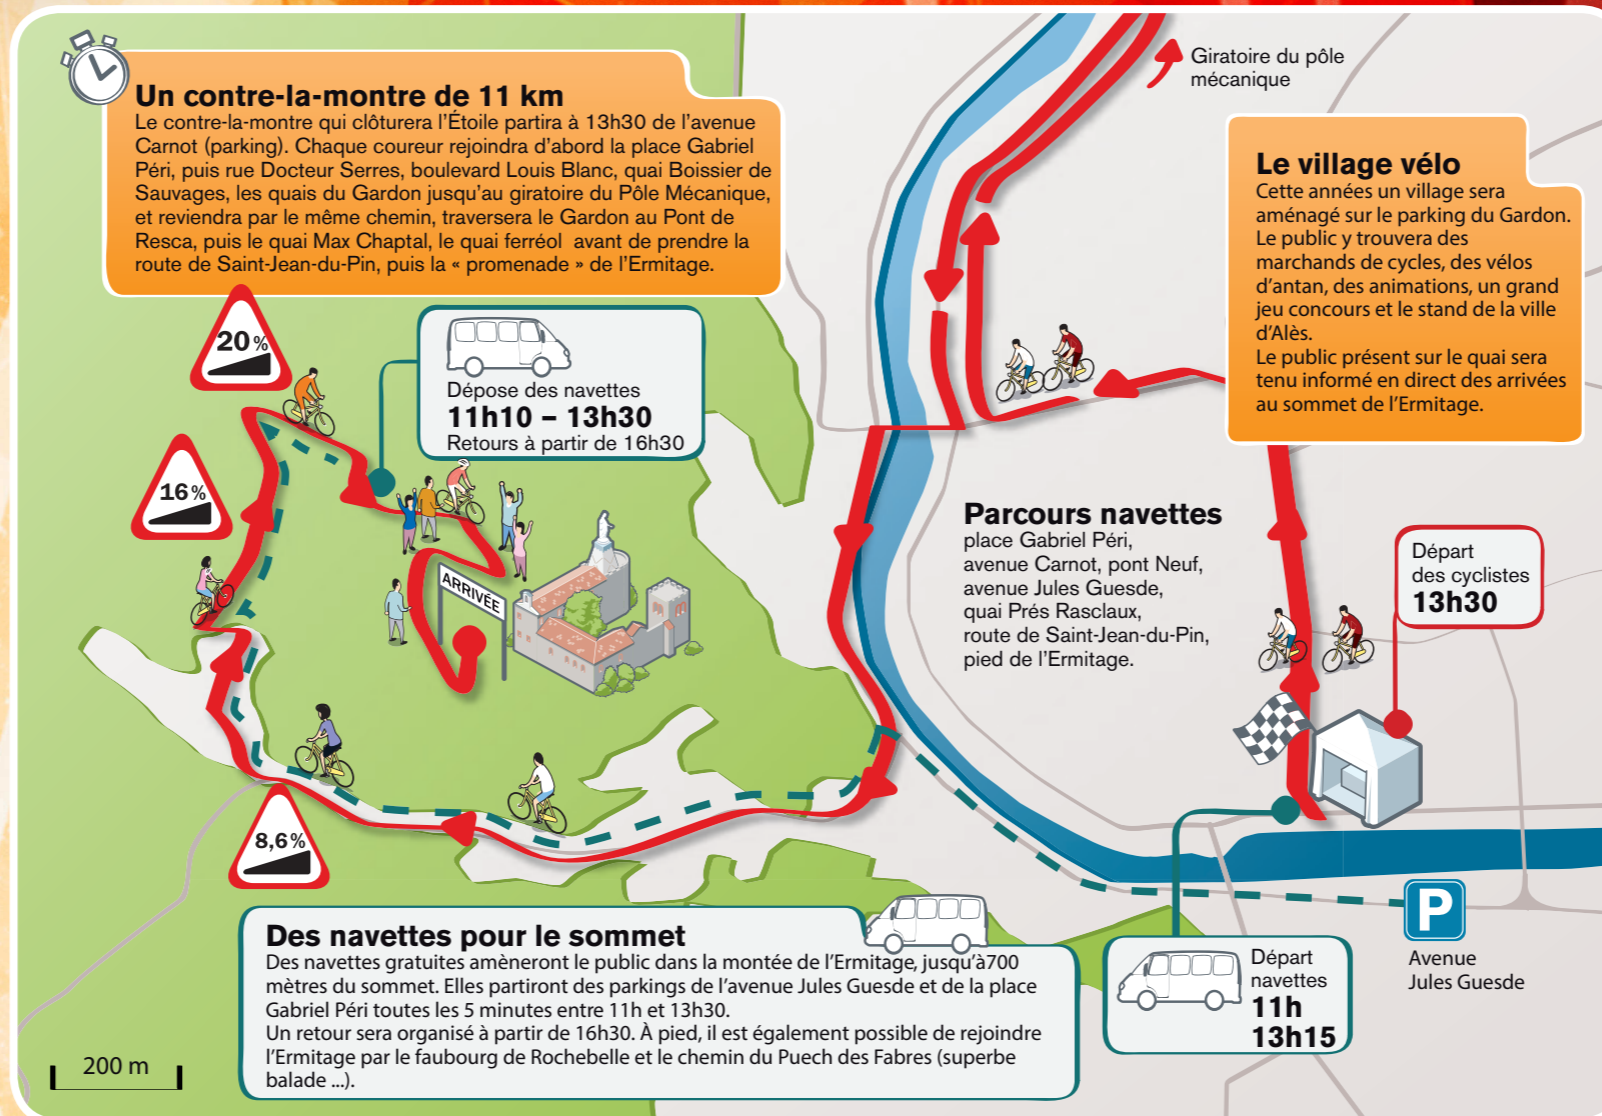 Un contre-la-montre de 11 km
Le contre-la-montre qui clôturera l'Étoile partira à 13h30 de l'avenue
Carnot (parking). Chaque coureur rejoindra d'abord la place Gabriel
Péri, puis rue Docteur Serres, boulevard Louis Blanc, quai Boissier de
Sauvages, les quais du Gardon jusqu'au giratoire du Pôle Mécanique,
et reviendra par le même chemin, traversera le Gardon au Pont de
Resca, puis le quai Max Chaptal, le quai ferréol  avant de prendre la
route de Saint-Jean-du-Pin, puis la « promenade » de l'Ermitage.
Giratoire du pôle
mécanique
Le village vélo
Cette années un village sera
aménagé sur le parking du Gardon.
Le public y trouvera des
marchands de cycles, des vélos
d'antan, des animations, un grand
jeu concours et le stand de la ville
d'Alès.
Le public présent sur le quai sera
tenu informé en direct des arrivées
au sommet de l'Ermitage.
20%
Dépose des navettes
11h10 – 13h30
Retours à partir de 16h30
16%
ARRIVÉE
Parcours navettes
place Gabriel Péri,
avenue Carnot, pont Neuf,
avenue Jules Guesde,
quai Prés Rasclaux,
route de Saint-Jean-du-Pin,
pied de l'Ermitage.
Départ
des cyclistes
13h30
8,6%
Des navettes pour le sommet
Des navettes gratuites amèneront le public dans la montée de l'Ermitage, jusqu'à700
mètres du sommet. Elles partiront des parkings de l'avenue Jules Guesde et de la place
Gabriel Péri toutes les 5 minutes entre 11h et 13h30.
Un retour sera organisé à partir de 16h30. À pied, il est également possible de rejoindre
l'Ermitage par le faubourg de Rochebelle et le chemin du Puech des Fabres (superbe
balade ...).
Départ
navettes
11h
13h15
P
Avenue
Jules Guesde
200 m